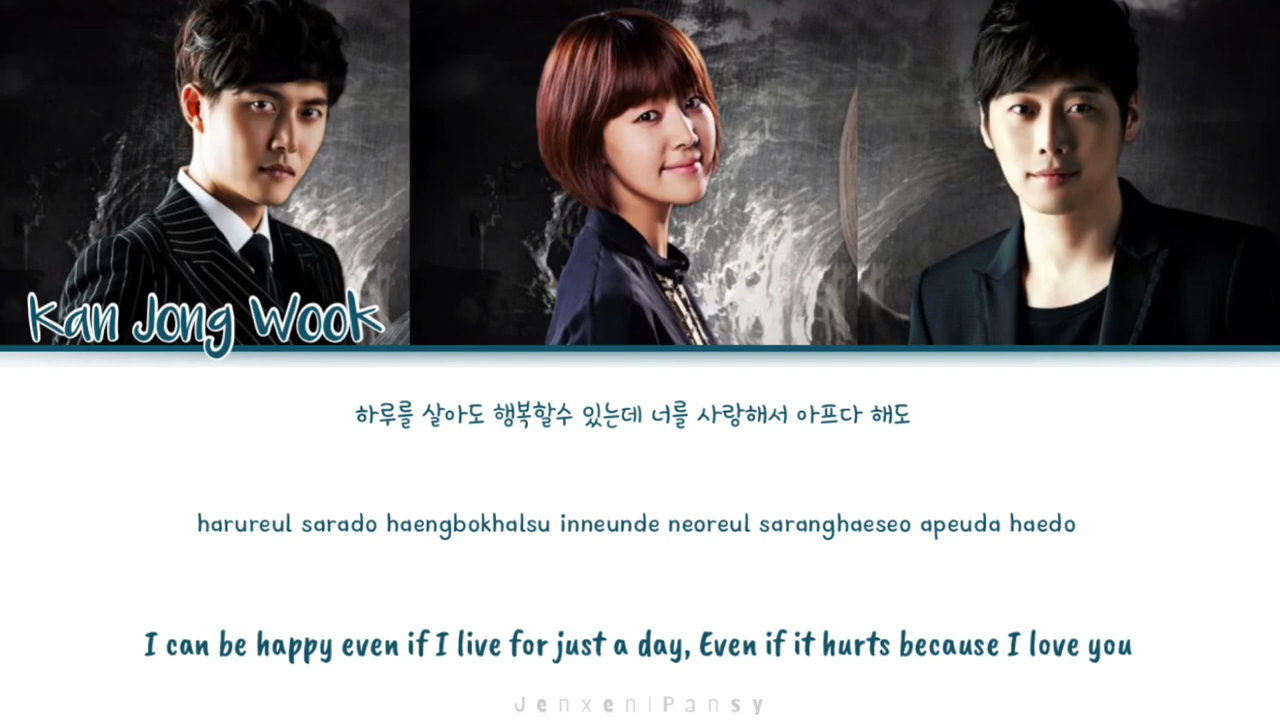 Kan Jong Wook
하루를 살아도 행복할수 있는데 너를 사랑해서 아프다 해도
harureul sarado haengbokhalsu inneunde neoreul saranghaeseo apeuda haedo
I can be happy even if I live for just a day, Even if it hurts because I love you
Jenxen|Pansy